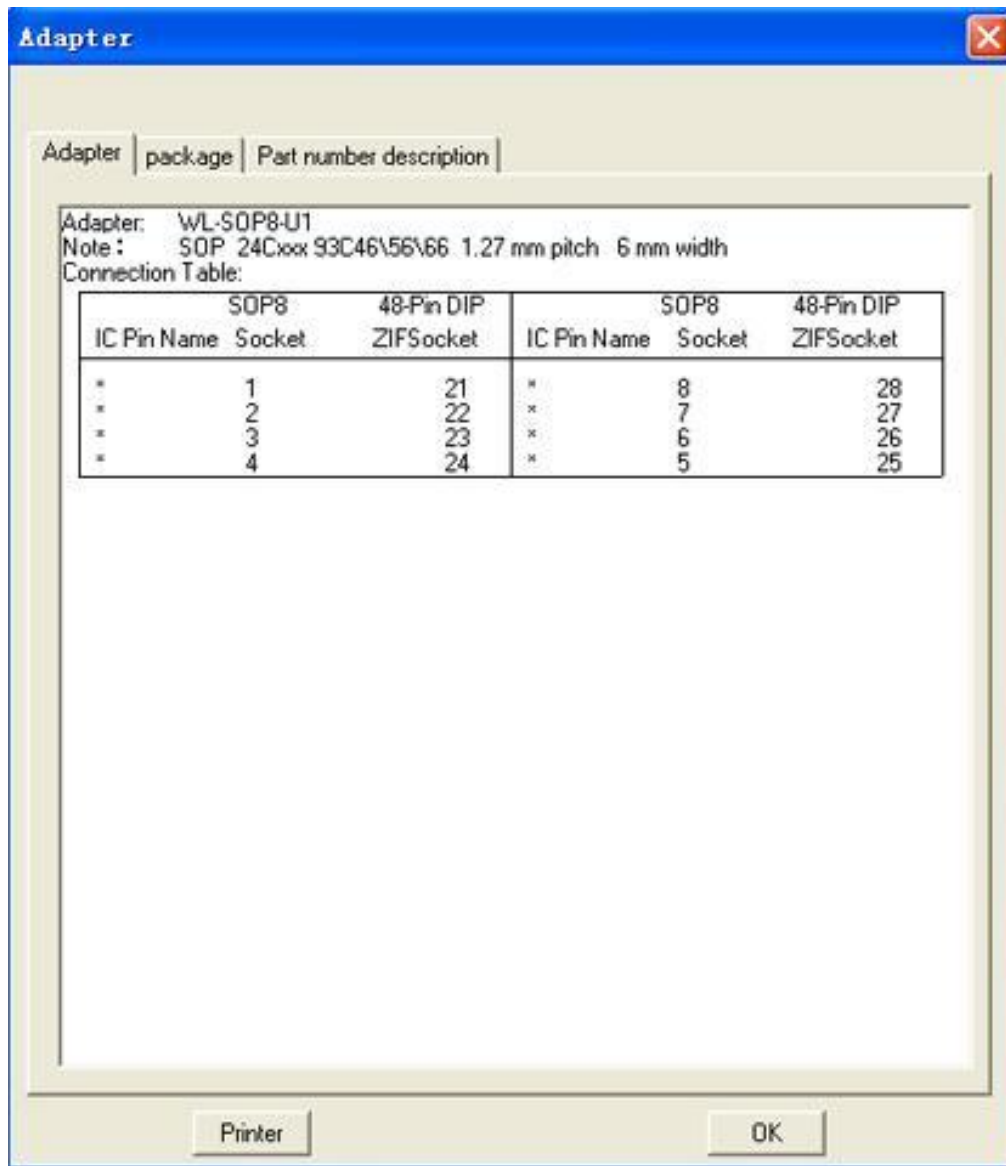 Adapter
Adapter package Part number description
Adapter: WL-SOP8-U1
Note: SOP 24Cxxx 93C46\56\66 1.27 mm pitch 6 mm width
Connection Table:
SOP8 48-Pin DIP SOP8 48-Pin DIP
IC Pin Name Socket ZIFSocket IC Pin Name Socket ZIFSocket
* 1 21 * 8 28
* 2 22 * 7 27
* 3 23 * 6 26
* 4 24 * 5 25
Printer OK